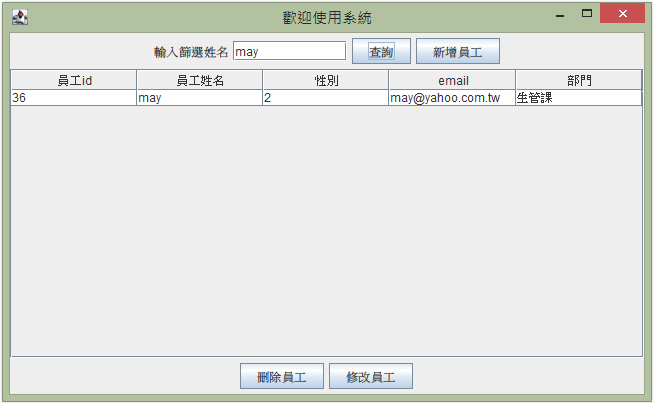 歡迎使用系統
輸入篩選姓名 may 查詢 新增員工
員工id 員工姓名 性別 email 部門
36 may 2 may@yahoo.com.tw 生管課
刪除員工 修改員工